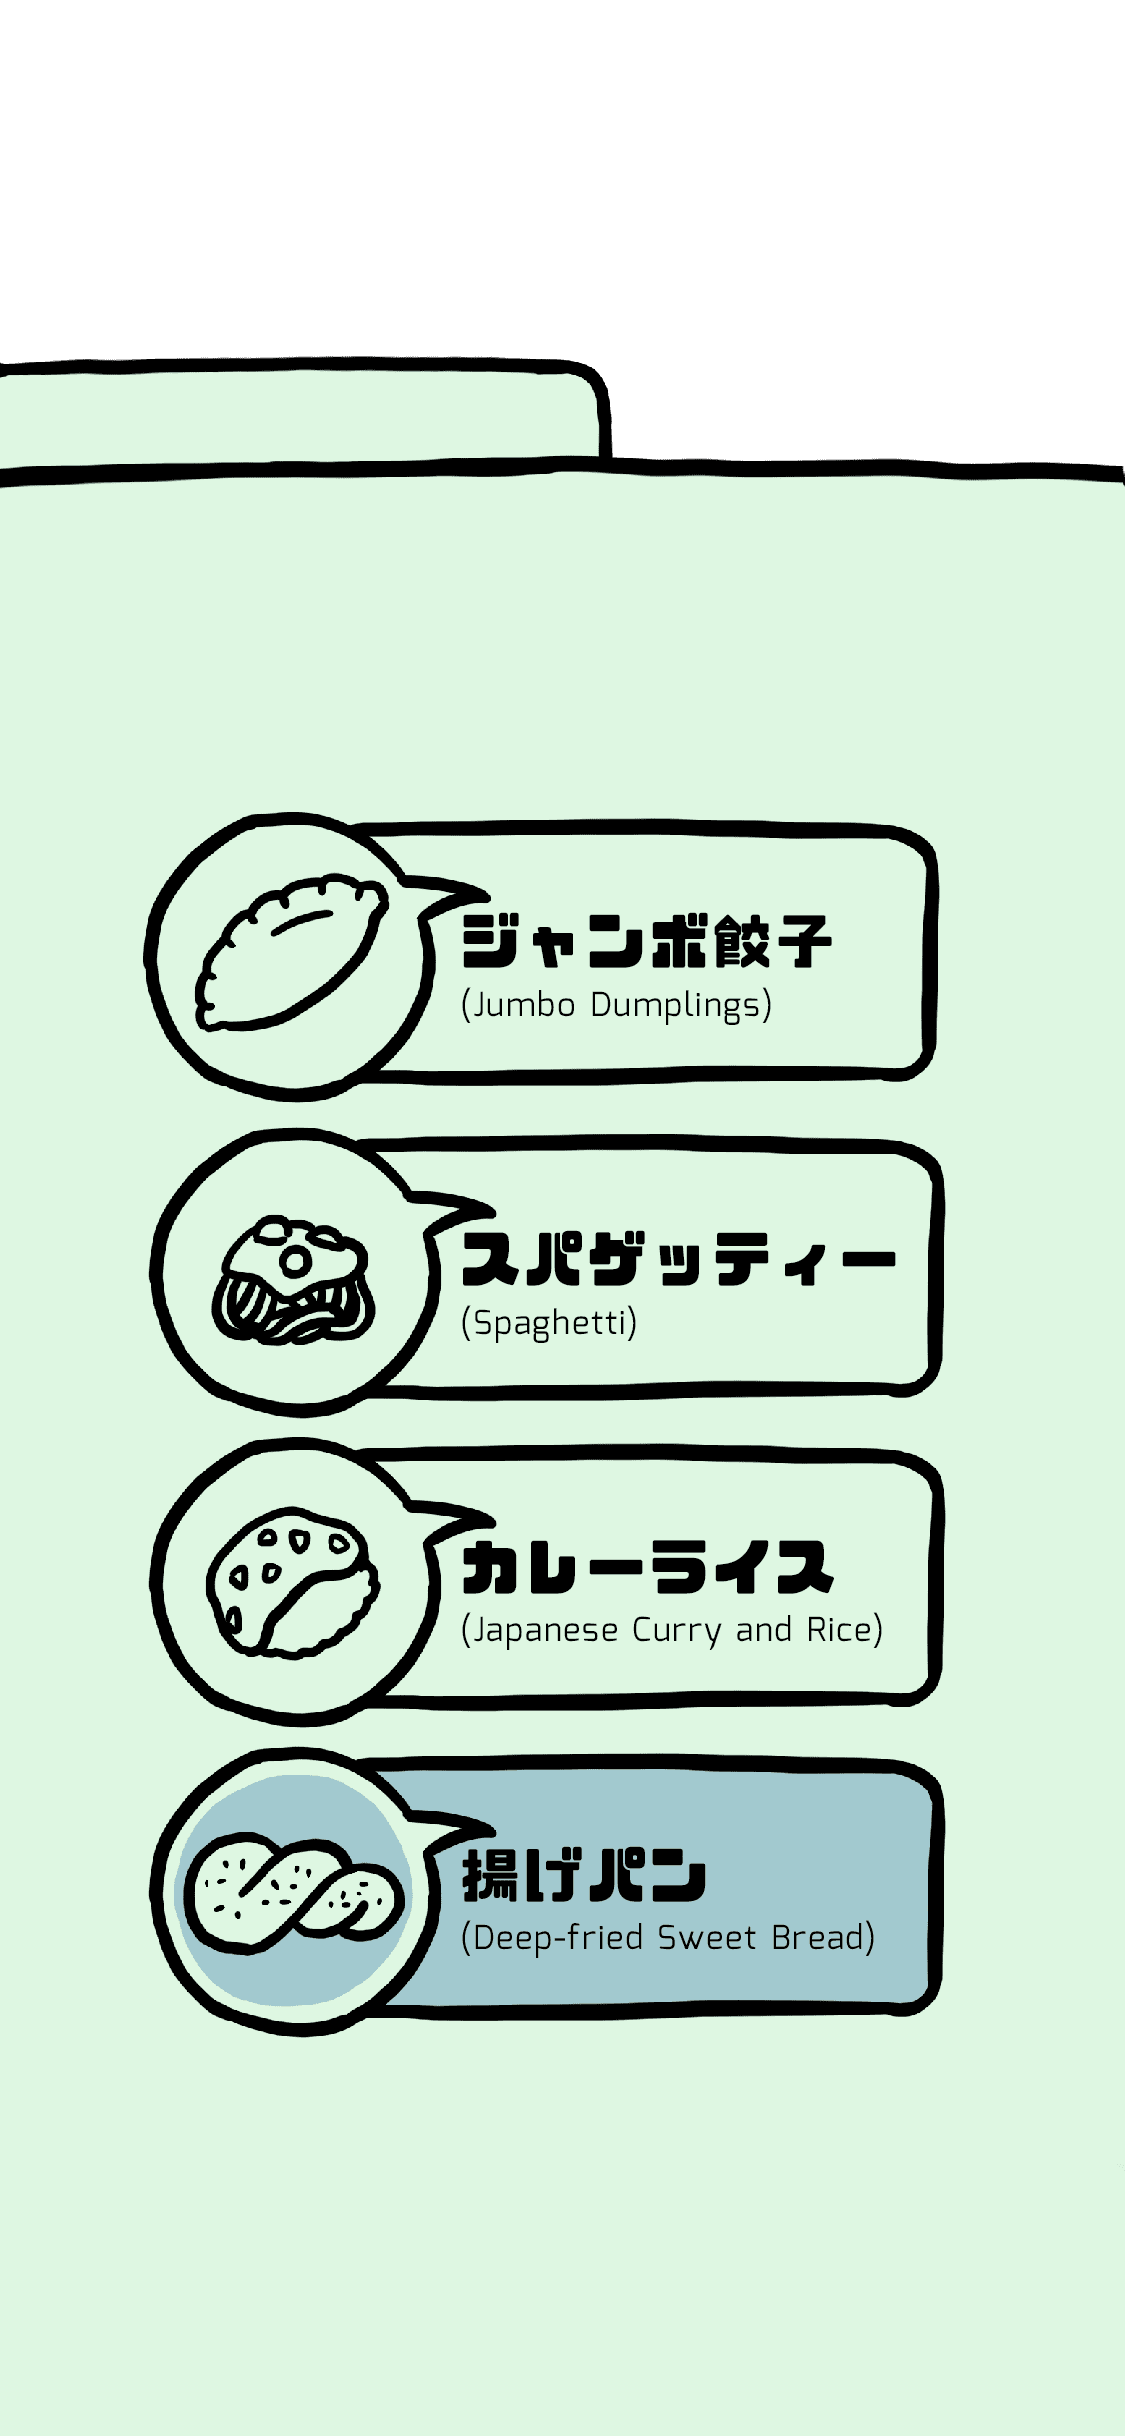 ジャンボ餃子
(Jumbo Dumplings)
スパゲッティー
(Spaghetti)
カレーライス
(Japanese Curry and Rice)
揚げパン
(Deep-fried Sweet Bread)